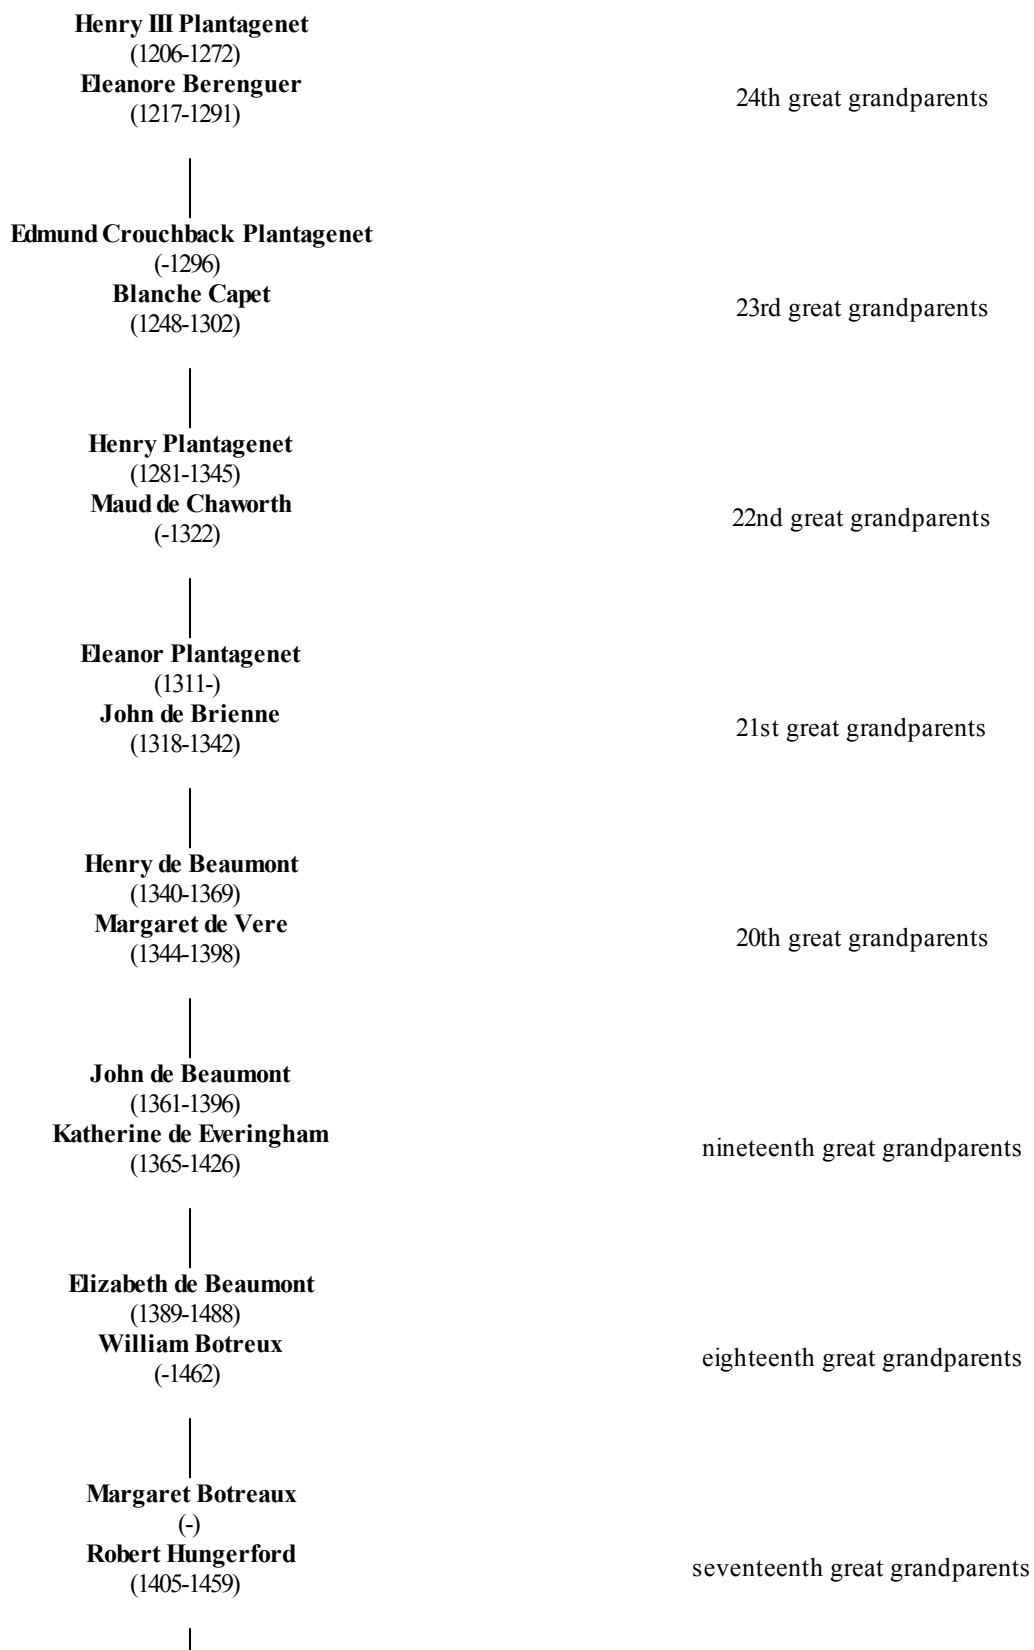 Henry III Plantagenet
(1206-1272)
Eleanore Berenguer
(1217-1291)
24th great grandparents
Edmund Crouchback Plantagenet
(-1296)
Blanche Capet
(1248-1302)
23rd great grandparents
Henry Plantagenet
(1281-1345)
Maud de Chaworth
(-1322)
22nd great grandparents
Eleanor Plantagenet
(1311-)
John de Brienne
(1318-1342)
21st great grandparents
Henry de Beaumont
(1340-1369)
Margaret de Vere
(1344-1398)
20th great grandparents
John de Beaumont
(1361-1396)
Katherine de Everingham
(1365-1426)
nineteenth great grandparents
Elizabeth de Beaumont
(1389-1488)
William Botreux
(-1462)
eighteenth great grandparents
Margaret Botreaux
(-)
Robert Hungerford
(1405-1459)
seventeenth great grandparents